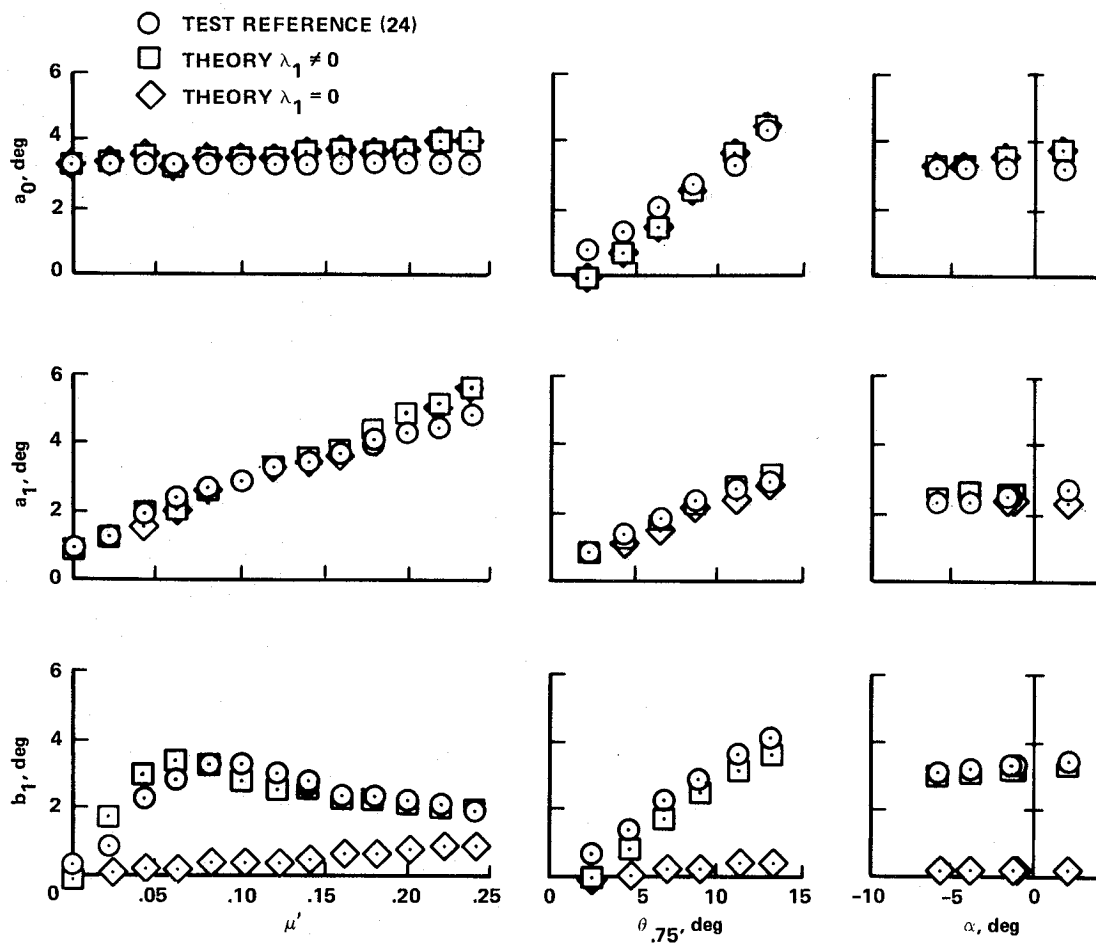 TEST REFERENCE (24)
THEORY λ1 ≠ 0
THEORY λ1 = 0
6
4
2
0
a0, deg
6
4
2
0
a1, deg
6
4
2
0
b1, deg
.05 .10 .15 .20 .25
μ'
5 10 15
θ.75, deg
-10 -5 0
α, deg